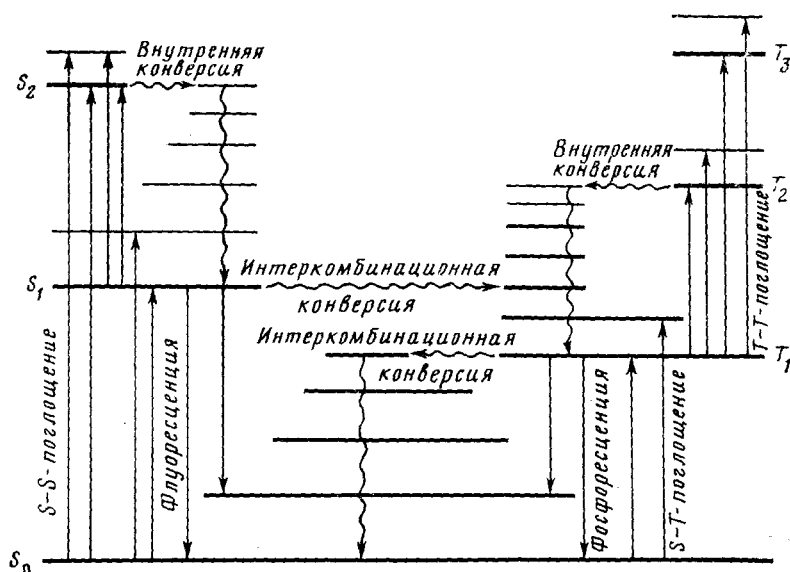 Внутренняя
конверсия
S2
T3
Внутренняя
конверсия
T2
S1
Интеркомбинационная
конверсия
Интеркомбинационная
конверсия
T1
S-S-поглощение
Флуоресценция
Фосфоресценция
S-T-поглощение
T-T-поглощение
S0